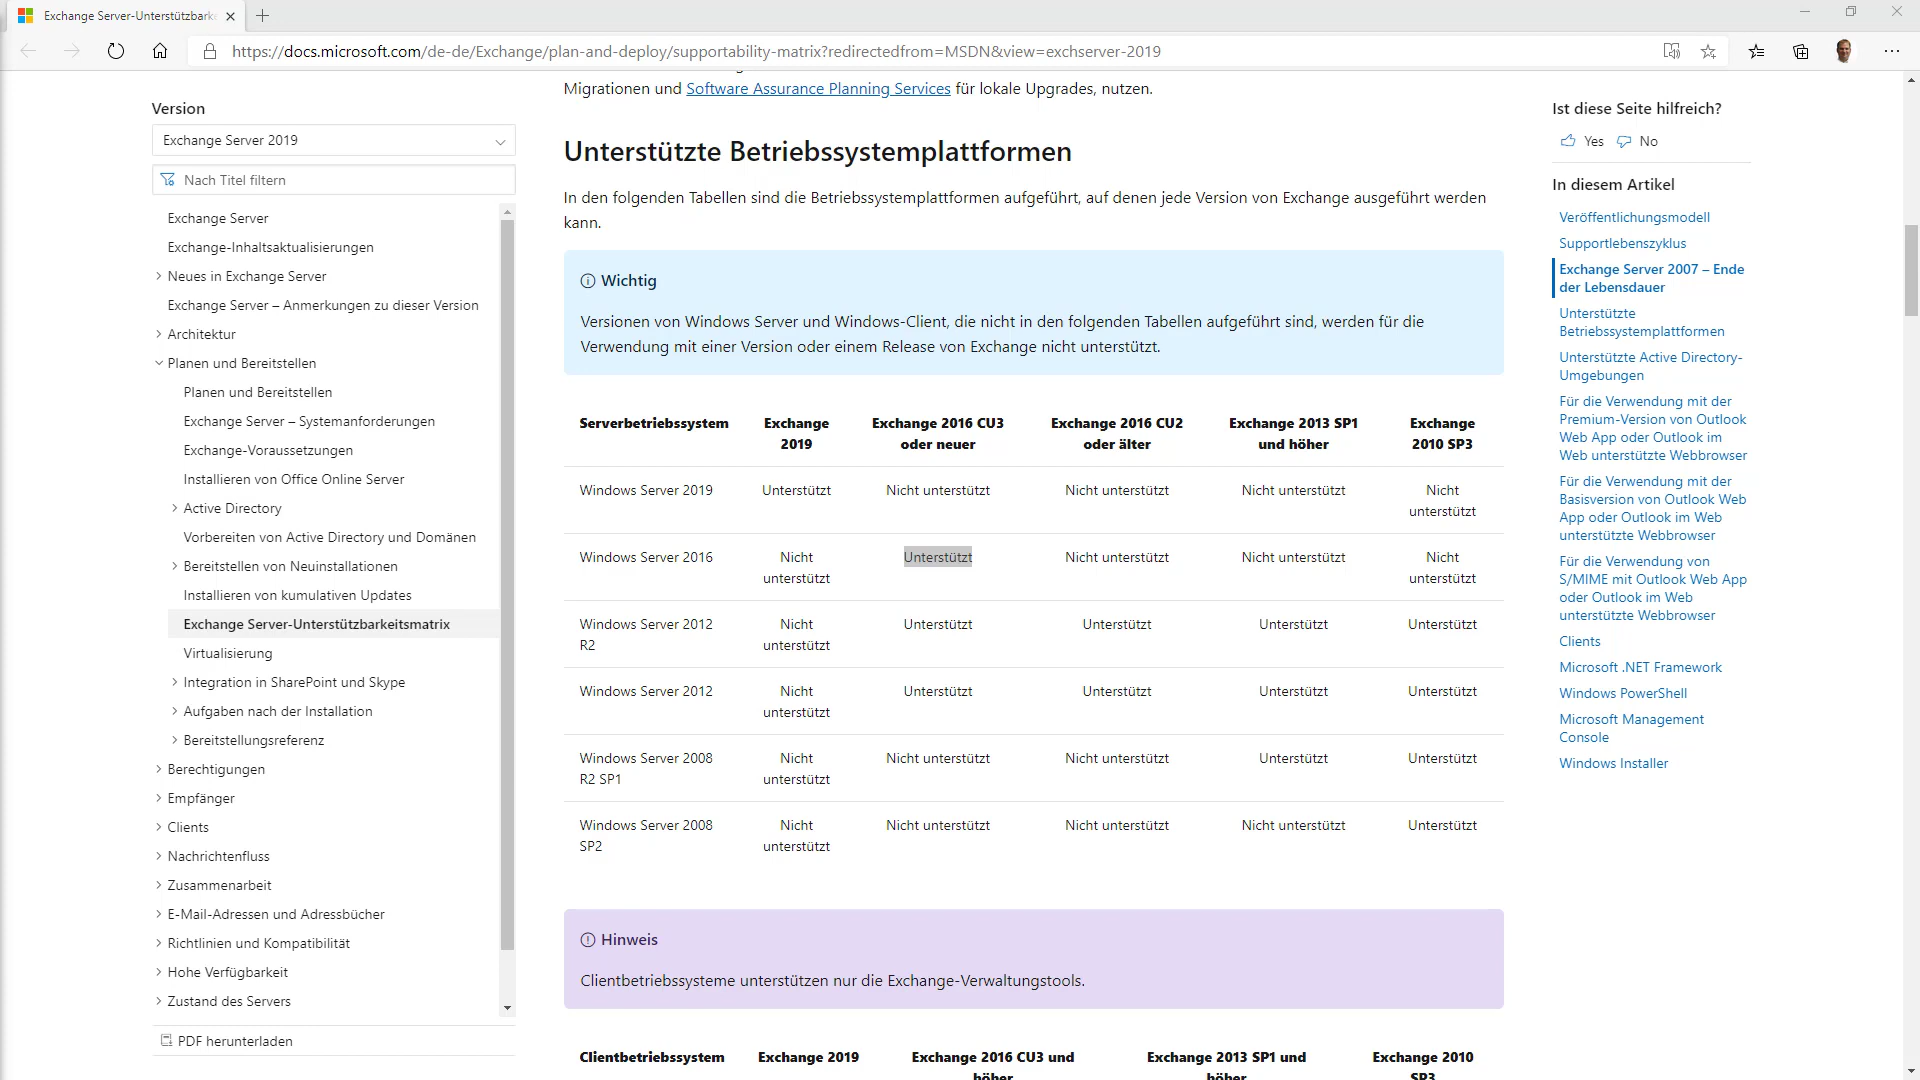 Exchange Server-Unterstützbark
https://docs.microsoft.com/de-de/Exchange/plan-and-deploy/supportability-matrix?redirectedfrom=MSDN&view=exchserver-2019
Version
Exchange Server 2019
Nach Titel filtern
Exchange Server
Exchange-Inhaltsaktualisierungen
Neues in Exchange Server
Exchange Server – Anmerkungen zu dieser Version
Architektur
Planen und Bereitstellen
Planen und Bereitstellen
Exchange Server – Systemanforderungen
Exchange-Voraussetzungen
Installieren von Office Online Server
Active Directory
Vorbereiten von Active Directory und Domänen
Bereitstellen von Neuinstallationen
Installieren von kumulativen Updates
Exchange Server-Unterstützbarkeitsmatrix
Virtualisierung
Integration in SharePoint und Skype
Aufgaben nach der Installation
Bereitstellungsreferenz
Berechtigungen
Empfänger
Clients
Nachrichtenfluss
Zusammenarbeit
E-Mail-Adressen und Adressbücher
Richtlinien und Kompatibilität
Hohe Verfügbarkeit
Zustand des Servers
PDF herunterladen
Migrationen und Software Assurance Planning Services für lokale Upgrades, nutzen.
Unterstützte Betriebssystemplattformen
In den folgenden Tabellen sind die Betriebssystemplattformen aufgeführt, auf denen jede Version von Exchange ausgeführt werden
kann.
Wichtig
Versionen von Windows Server und Windows-Client, die nicht in den folgenden Tabellen aufgeführt sind, werden für die
Verwendung mit einer Version oder einem Release von Exchange nicht unterstützt.
Serverbetriebssystem Exchange Exchange 2016 CU3 Exchange 2016 CU2 Exchange 2013 SP1 Exchange
2019 oder neuer oder älter und höher 2010 SP3
Windows Server 2019 Unterstützt Nicht unterstützt Nicht unterstützt Nicht unterstützt Nicht
unterstützt
Windows Server 2016 Nicht Unterstützt Nicht unterstützt Nicht unterstützt Nicht
unterstützt unterstützt
Windows Server 2012 Nicht Unterstützt Unterstützt Unterstützt Unterstützt
R2 unterstützt
Windows Server 2012 Nicht Unterstützt Unterstützt Unterstützt Unterstützt
unterstützt
Windows Server 2008 Nicht Nicht unterstützt Nicht unterstützt Unterstützt Unterstützt
R2 SP1 unterstützt
Windows Server 2008 Nicht Nicht unterstützt Nicht unterstützt Nicht unterstützt Unterstützt
SP2 unterstützt
Hinweis
Clientbetriebssysteme unterstützen nur die Exchange-Verwaltungstools.
Clientbetriebssystem Exchange 2019 Exchange 2016 CU3 und Exchange 2013 SP1 und Exchange 2010
höher höher SP3
Ist diese Seite hilfreich?
Yes No
In diesem Artikel
Veröffentlichungsmodell
Supportlebenszyklus
Exchange Server 2007 – Ende
der Lebensdauer
Unterstützte
Betriebssystemplattformen
Unterstützte Active Directory-
Umgebungen
Für die Verwendung mit der
Premium-Version von Outlook
Web App oder Outlook im
Web unterstützte Webbrowser
Für die Verwendung mit der
Basisversion von Outlook Web
App oder Outlook im Web
unterstützte Webbrowser
Für die Verwendung von
S/MIME mit Outlook Web App
oder Outlook im Web
unterstützte Webbrowser
Clients
Microsoft .NET Framework
Windows PowerShell
Microsoft Management
Console
Windows Installer